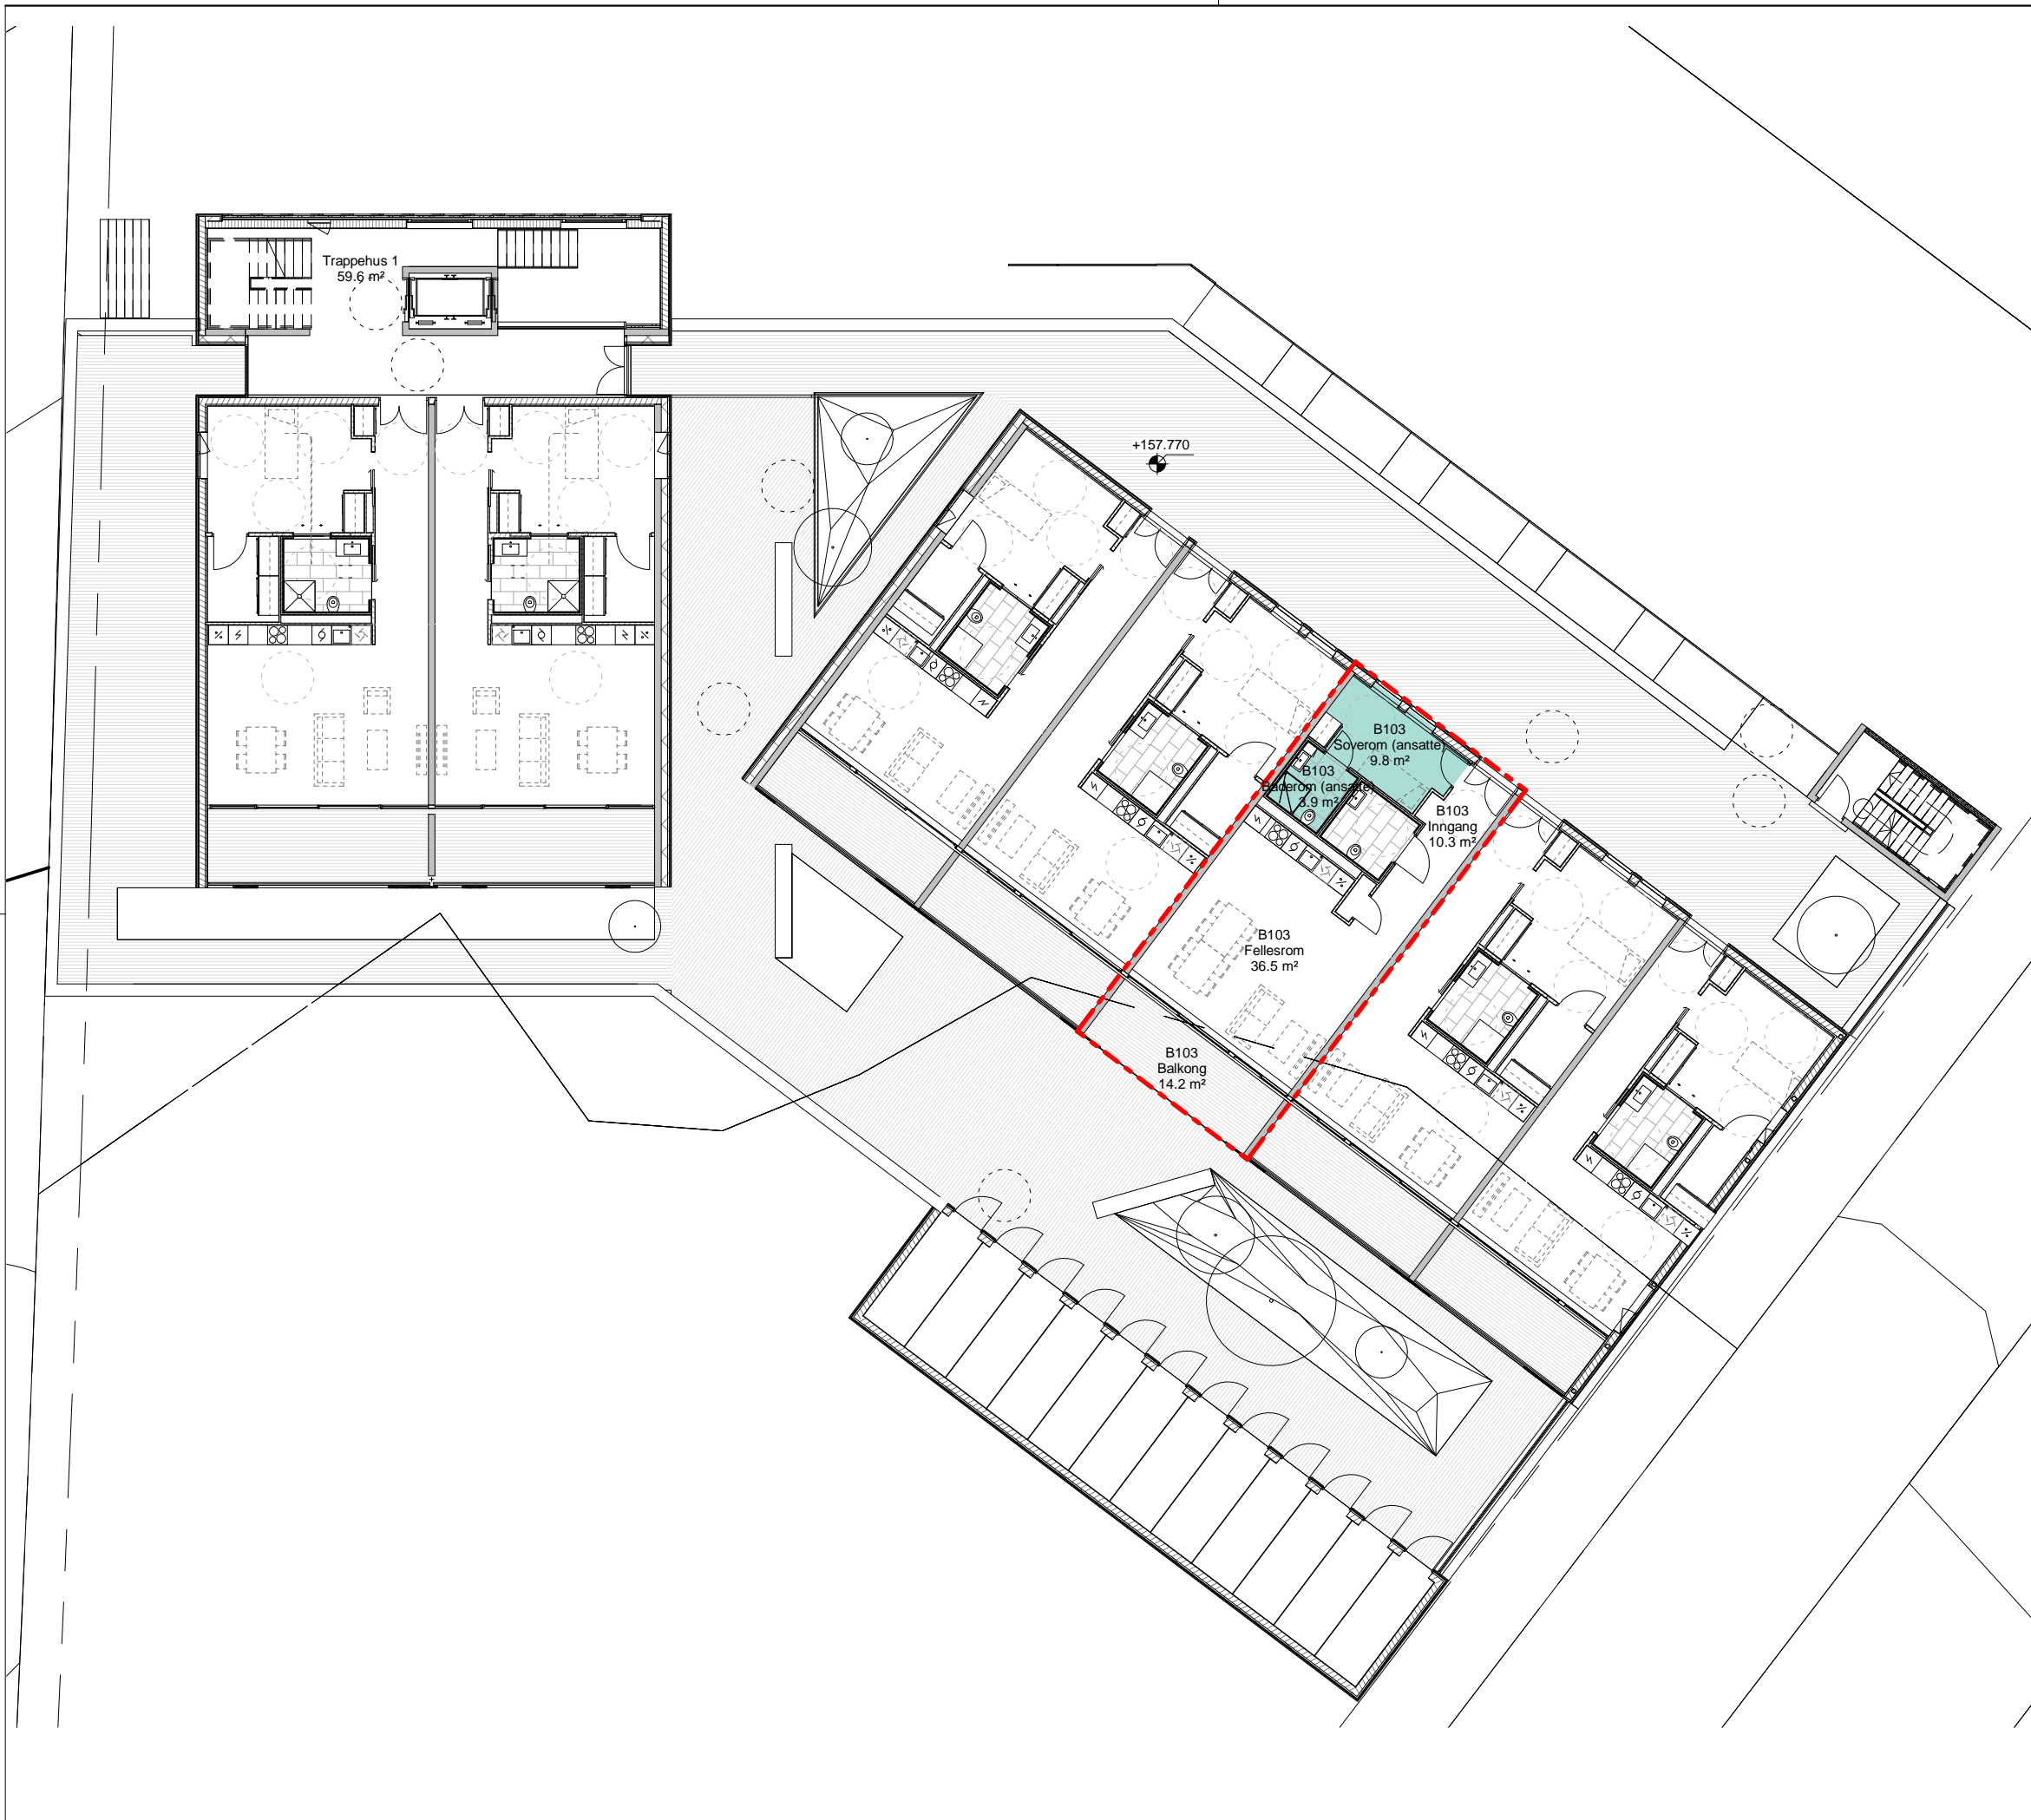 Trappehus 1
59.6 m²
+157.770
B103
Soverom (ansatte)
9.8 m²
B103
Baderom (ansatte)
3.9 m²
B103
Inngang
10.3 m²
B103
Fellesrom
36.5 m²
B103
Balkong
14.2 m²